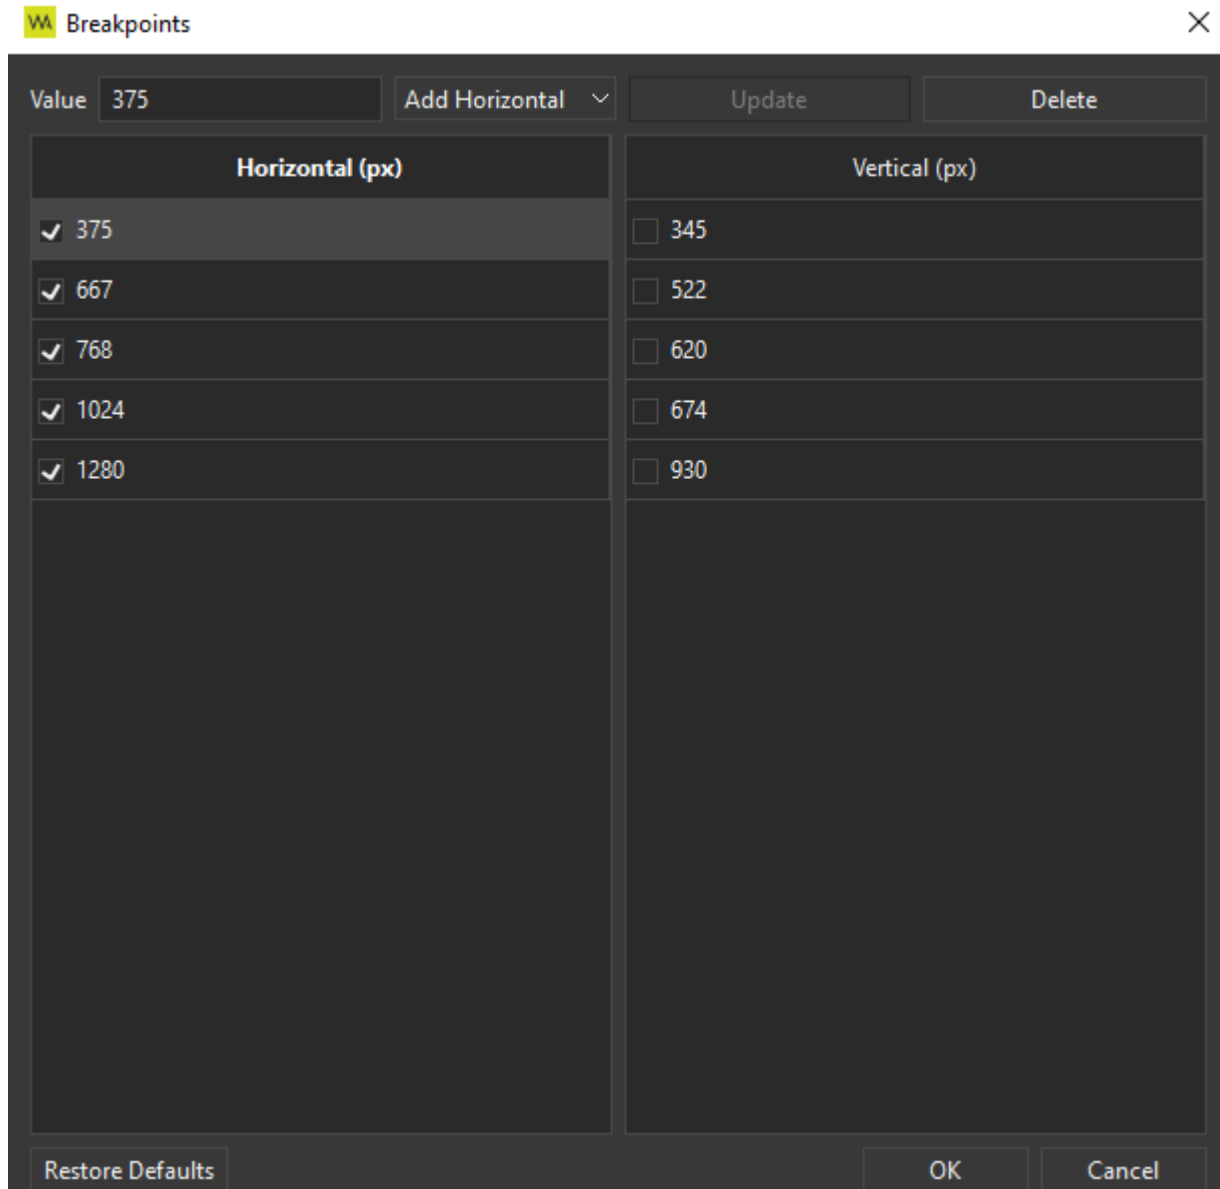 Breakpoints
Value 375 Add Horizontal Update Delete
Horizontal (px) Vertical (px)
375 345
667 522
768 620
1024 674
1280 930
Restore Defaults OK Cancel